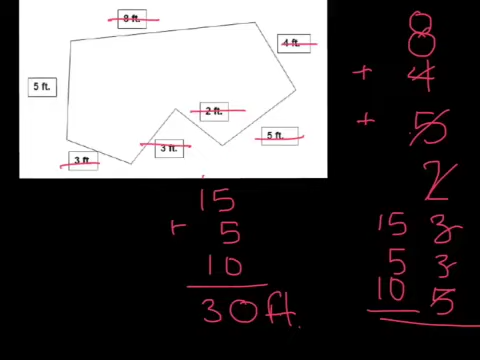 8 ft.
4 ft.
5 ft.
2 ft.
5 ft.
3 ft.
3 ft.
8
+ 4
+ 5
2
15 3
5 3
10 5
15
+ 5
10
30 ft.